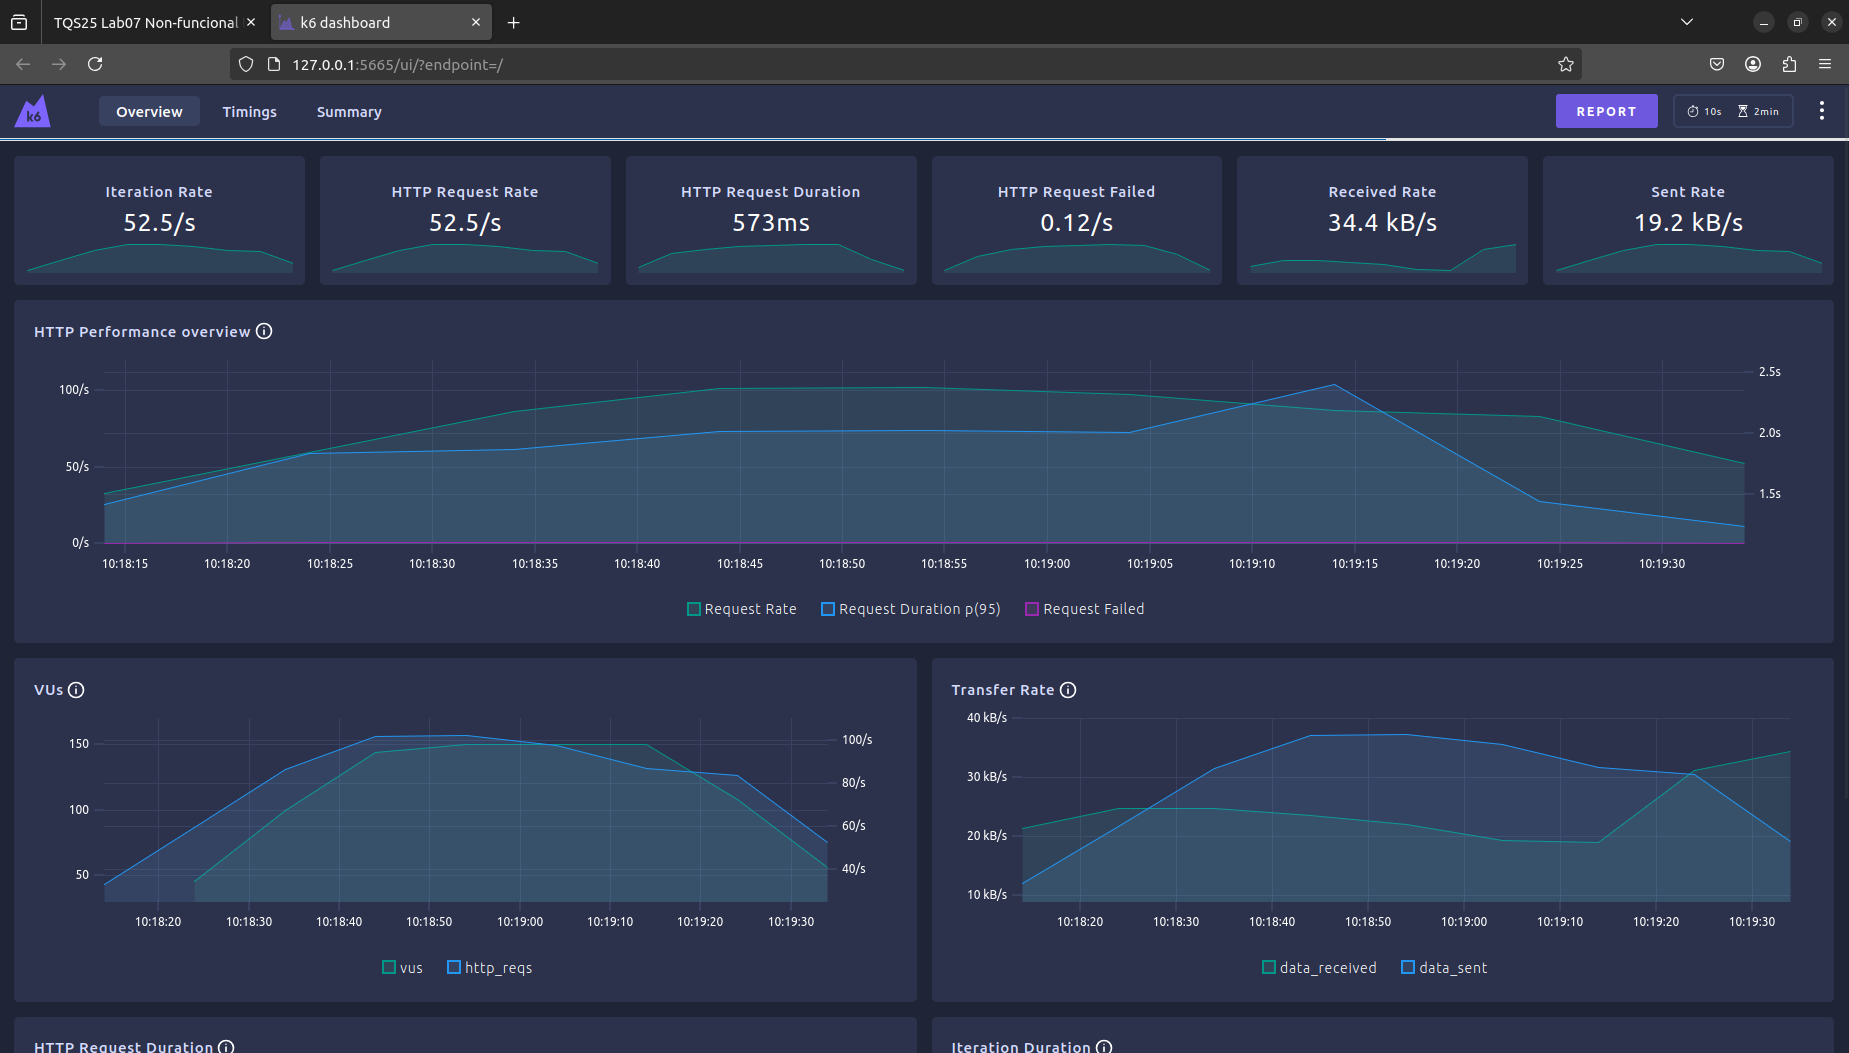 TQS25 Lab07 Non-funcional
k6 dashboard
127.0.0.1:5665/ui/?endpoint=/
k6
Overview
Timings
Summary
REPORT
10s
2min
Iteration Rate
52.5/s
HTTP Request Rate
52.5/s
HTTP Request Duration
573ms
HTTP Request Failed
0.12/s
Received Rate
34.4 kB/s
Sent Rate
19.2 kB/s
HTTP Performance overview
100/s
50/s
0/s
2.5s
2.0s
1.5s
10:18:15 10:18:20 10:18:25 10:18:30 10:18:35 10:18:40 10:18:45 10:18:50 10:18:55 10:19:00 10:19:05 10:19:10 10:19:15 10:19:20 10:19:25 10:19:30
Request Rate Request Duration p(95) Request Failed
VUs
150
100
50
100/s
80/s
60/s
40/s
10:18:20 10:18:30 10:18:40 10:18:50 10:19:00 10:19:10 10:19:20 10:19:30
vus http_reqs
Transfer Rate
40 kB/s
30 kB/s
20 kB/s
10 kB/s
10:18:20 10:18:30 10:18:40 10:18:50 10:19:00 10:19:10 10:19:20 10:19:30
data_received data_sent
HTTP Request Duration
Iteration Duration